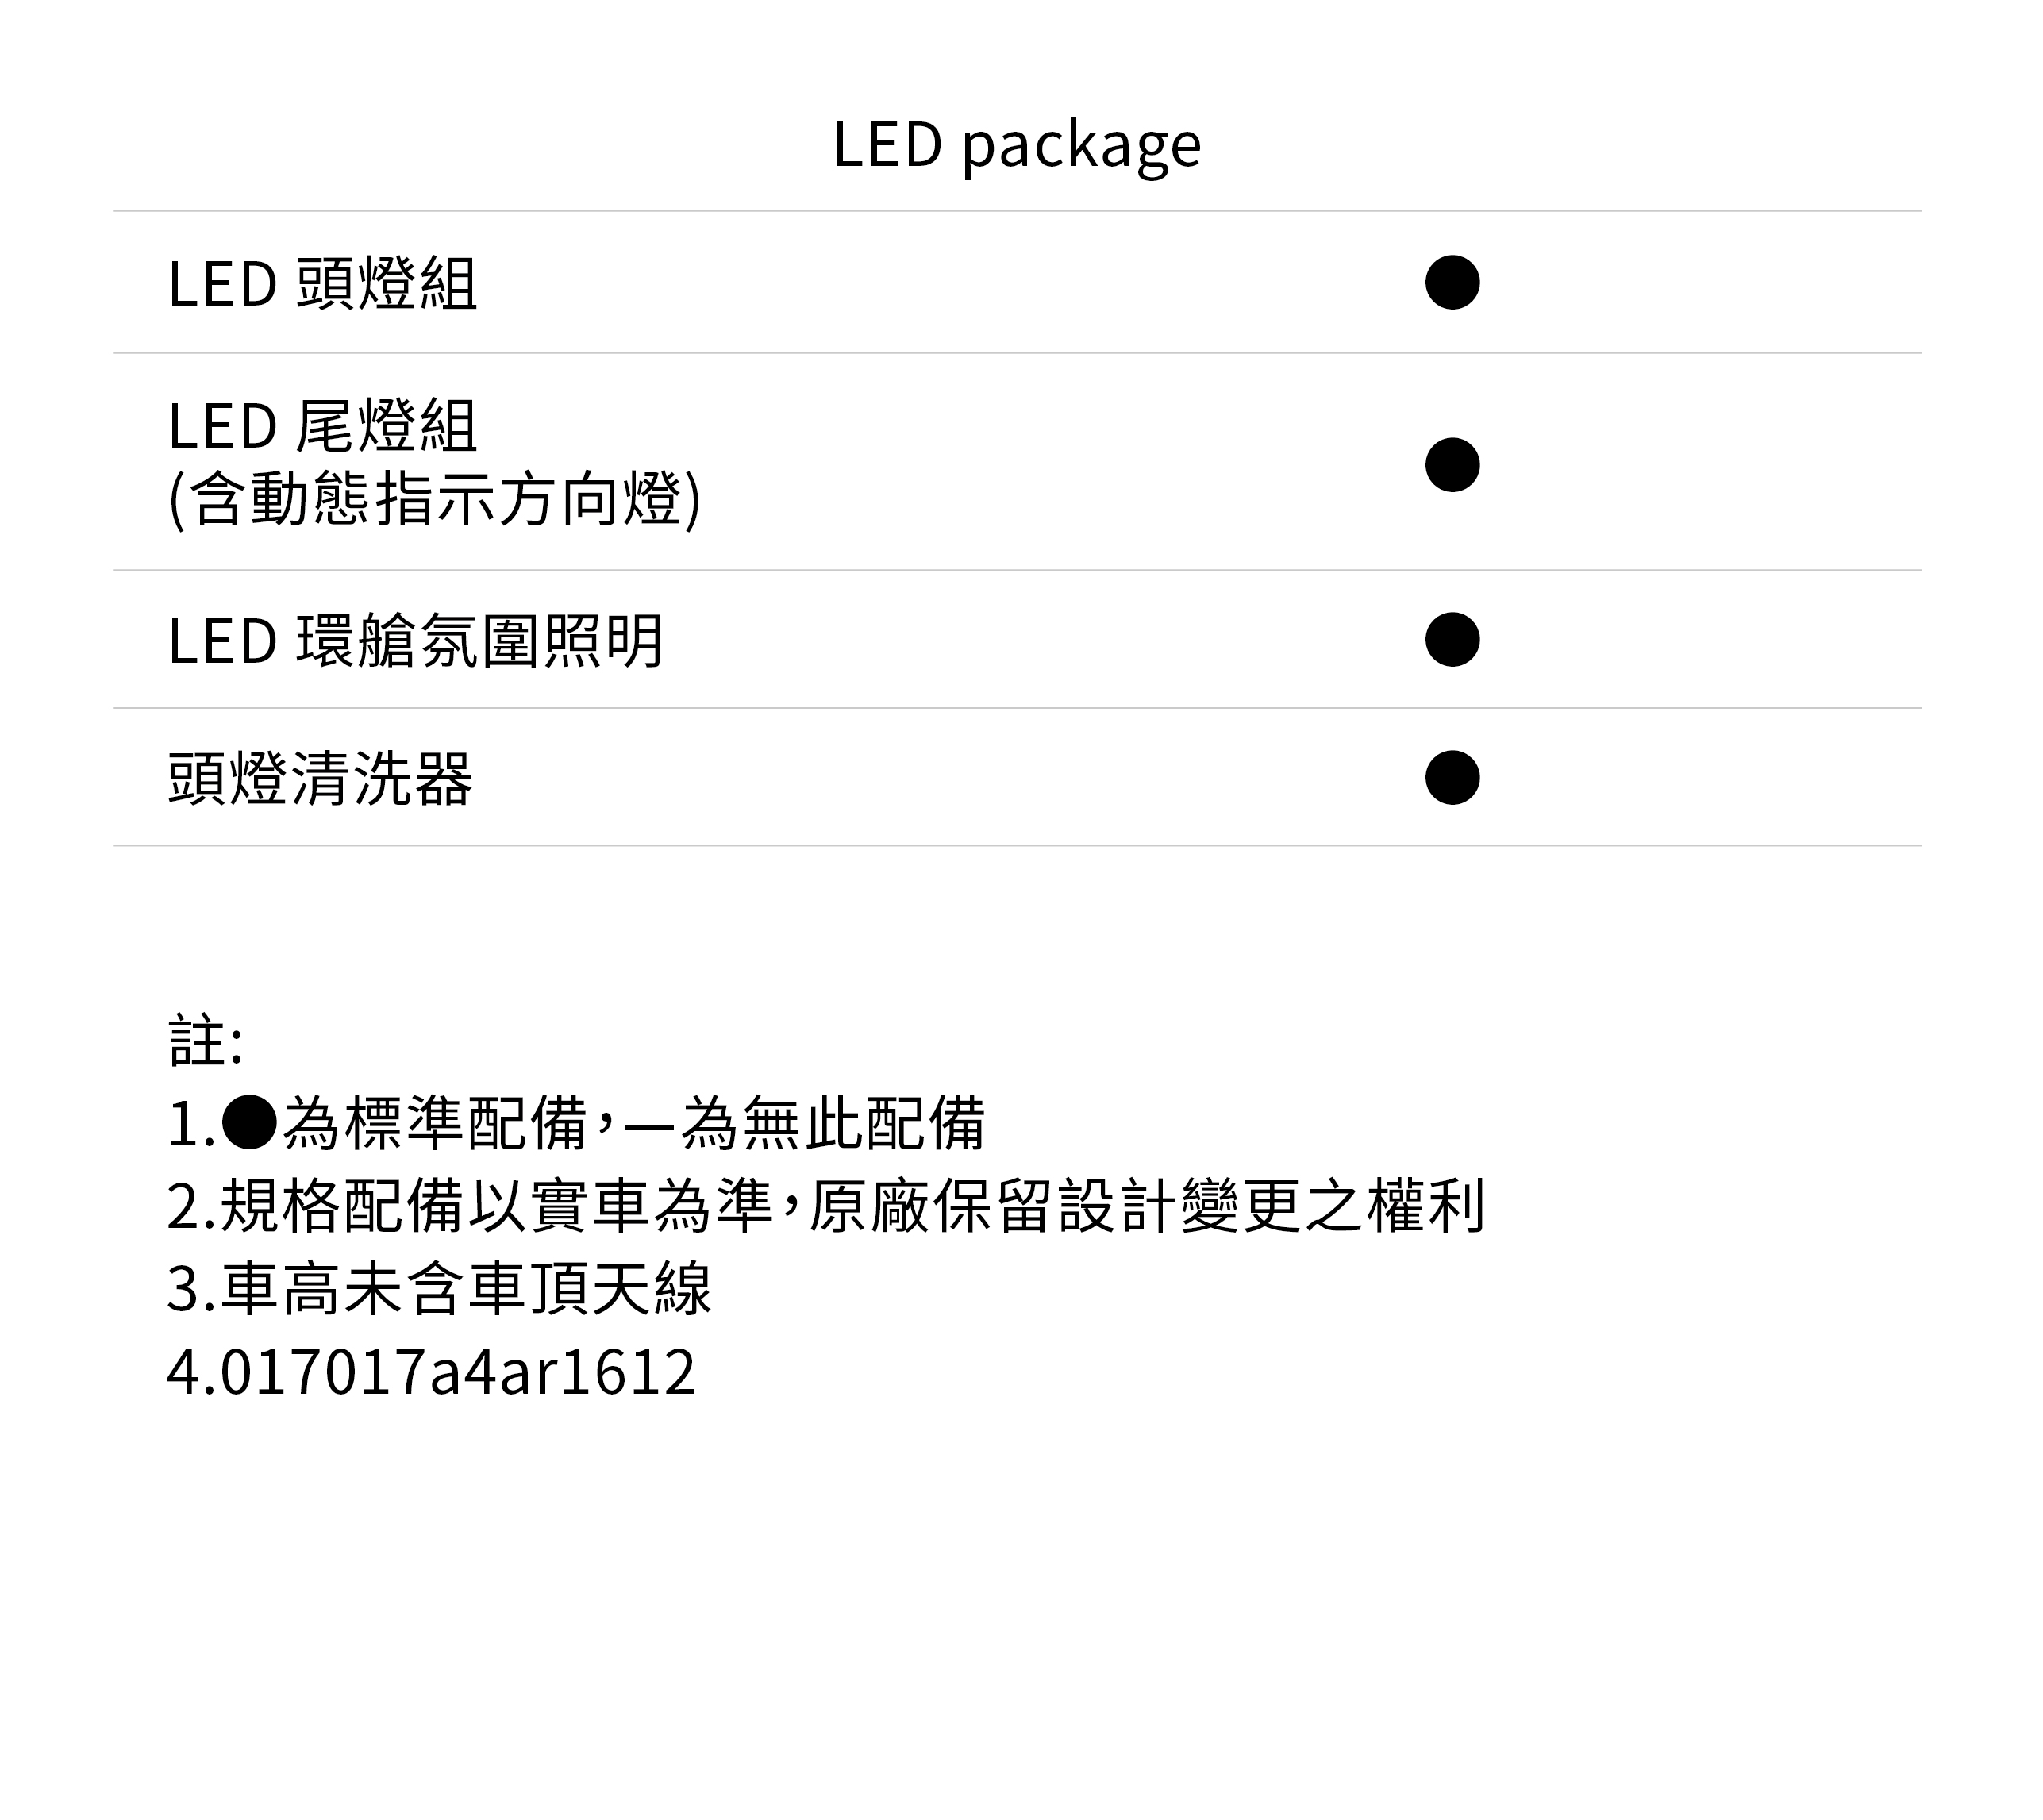 LED package
LED 頭燈組 ●
LED 尾燈組
(含動態指示方向燈) ●
LED 環艙氛圍照明 ●
頭燈清洗器 ●
註:
1.●為標準配備,—為無此配備
2.規格配備以實車為準,原廠保留設計變更之權利
3.車高未含車頂天線
4.017017a4ar1612